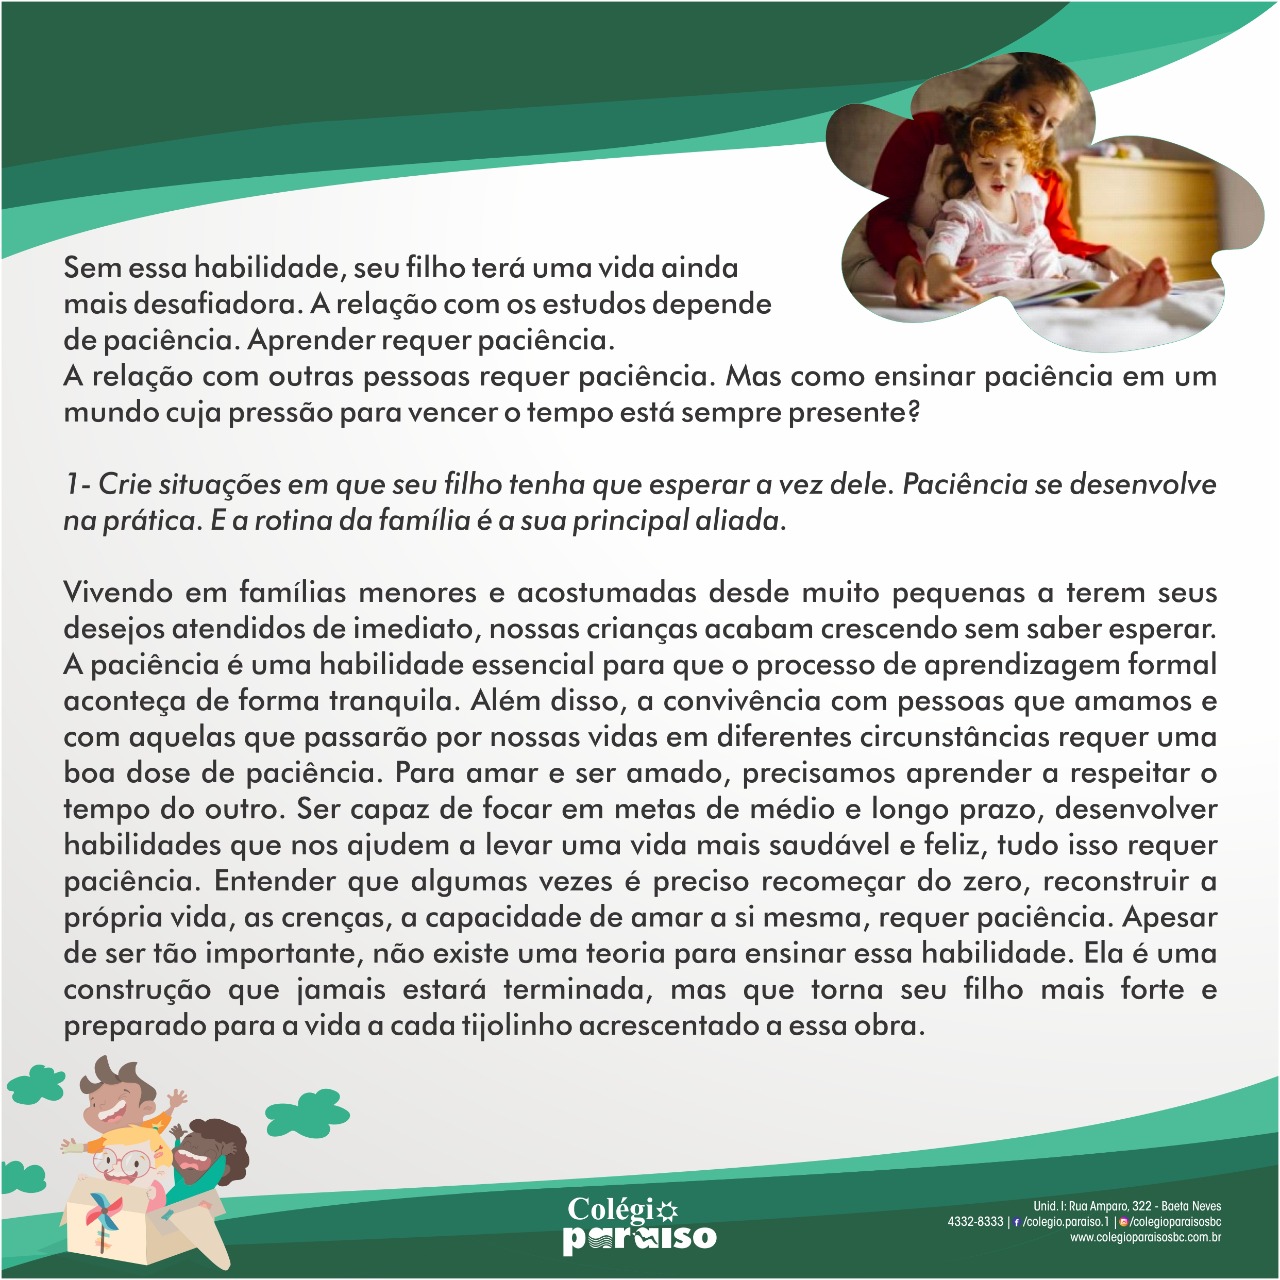 Sem essa habilidade, seu filho terá uma vida ainda
mais desafiadora. A relação com os estudos depende
de paciência. Aprender requer paciência.
A relação com outras pessoas requer paciência. Mas como ensinar paciência em um
mundo cuja pressão para vencer o tempo está sempre presente?
1- Crie situações em que seu filho tenha que esperar a vez dele. Paciência se desenvolve
na prática. E a rotina da família é a sua principal aliada.
Vivendo em famílias menores e acostumadas desde muito pequenas a terem seus
desejos atendidos de imediato, nossas crianças acabam crescendo sem saber esperar.
A paciência é uma habilidade essencial para que o processo de aprendizagem formal
aconteça de forma tranquila. Além disso, a convivência com pessoas que amamos e
com aquelas que passarão por nossas vidas em diferentes circunstâncias requer uma
boa dose de paciência. Para amar e ser amado, precisamos aprender a respeitar o
tempo do outro. Ser capaz de focar em metas de médio e longo prazo, desenvolver
habilidades que nos ajudem a levar uma vida mais saudável e feliz, tudo isso requer
paciência. Entender que algumas vezes é preciso recomeçar do zero, reconstruir a
própria vida, as crenças, a capacidade de amar a si mesma, requer paciência. Apesar
de ser tão importante, não existe uma teoria para ensinar essa habilidade. Ela é uma
construção que jamais estará terminada, mas que torna seu filho mais forte e
preparado para a vida a cada tijolinho acrescentado a essa obra.
Colégio
paraiso
Unid. I: Rua Amparo, 322 - Baeta Neves
4332-8333 | /colegio.paraiso.1 | /colegioparaisosbc
www.colegioparaisosbc.com.br